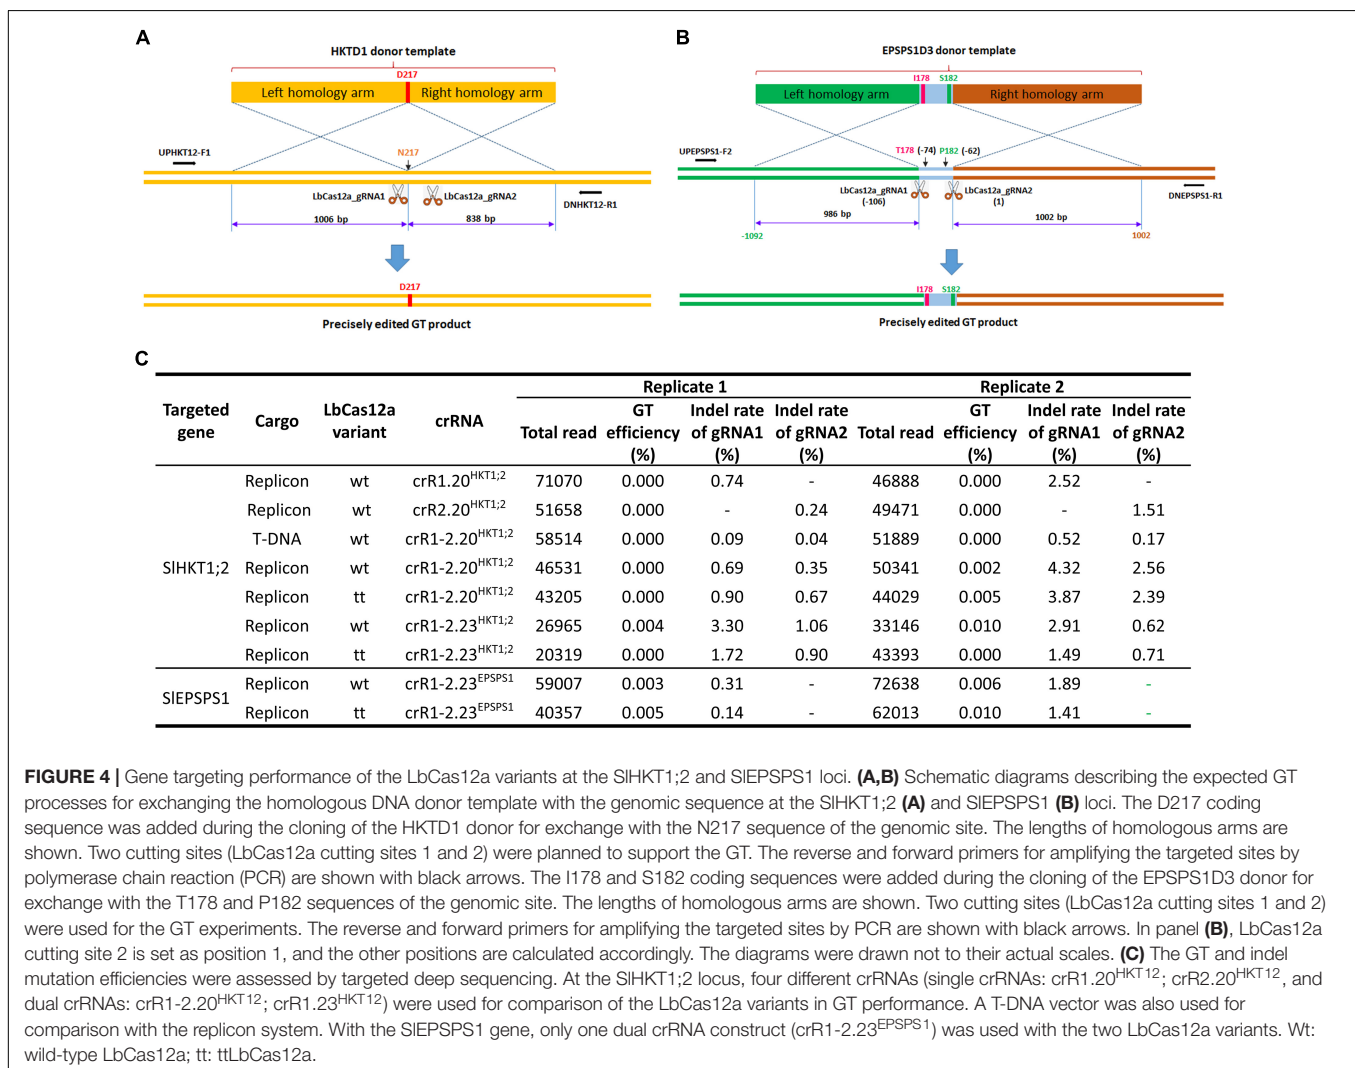 A
HKTD1 donor template
D217
Left homology arm
Right homology arm
UPHKT12-F1
N217
LbCas12a_gRNA1
LbCas12a_gRNA2
DNHKT12-R1
1006 bp
838 bp
D217
Precisely edited GT product
B
EPSPS1D3 donor template
I178 S182
Left homology arm
Right homology arm
UPEPSPS1-F2
T178 (-74) P182 (-62)
LbCas12a_gRNA1
(-106)
LbCas12a_gRNA2
(1)
DNEPSPS1-R1
986 bp
1002 bp
-1092
1002
I178 S182
Precisely edited GT product
C
Replicate 1 Replicate 2
Targeted gene Cargo LbCas12a variant crRNA Total read GT efficiency (%) Indel rate of gRNA1 (%) Indel rate of gRNA2 (%) Total read GT efficiency (%) Indel rate of gRNA1 (%) Indel rate of gRNA2 (%)
SlHKT1;2
Replicon wt crR1.20HKT1;2 71070 0.000 0.74 - 46888 0.000 2.52 -
Replicon wt crR2.20HKT1;2 51658 0.000 - 0.24 49471 0.000 - 1.51
T-DNA wt crR1-2.20HKT1;2 58514 0.000 0.09 0.04 51889 0.000 0.52 0.17
Replicon wt crR1-2.20HKT1;2 46531 0.000 0.69 0.35 50341 0.002 4.32 2.56
Replicon tt crR1-2.20HKT1;2 43205 0.000 0.90 0.67 44029 0.005 3.87 2.39
Replicon wt crR1-2.23HKT1;2 26965 0.004 3.30 1.06 33146 0.010 2.91 0.62
Replicon tt crR1-2.23HKT1;2 20319 0.000 1.72 0.90 43393 0.000 1.49 0.71
SlEPSPS1
Replicon wt crR1-2.23EPSPS1 59007 0.003 0.31 - 72638 0.006 1.89 -
Replicon tt crR1-2.23EPSPS1 40357 0.005 0.14 - 62013 0.010 1.41 -
FIGURE 4 | Gene targeting performance of the LbCas12a variants at the SlHKT1;2 and SlEPSPS1 loci. (A,B) Schematic diagrams describing the expected GT
processes for exchanging the homologous DNA donor template with the genomic sequence at the SlHKT1;2 (A) and SlEPSPS1 (B) loci. The D217 coding
sequence was added during the cloning of the HKTD1 donor for exchange with the N217 sequence of the genomic site. The lengths of homologous arms are
shown. Two cutting sites (LbCas12a cutting sites 1 and 2) were planned to support the GT. The reverse and forward primers for amplifying the targeted sites by
polymerase chain reaction (PCR) are shown with black arrows. The I178 and S182 coding sequences were added during the cloning of the EPSPS1D3 donor for
exchange with the T178 and P182 sequences of the genomic site. The lengths of homologous arms are shown. Two cutting sites (LbCas12a cutting sites 1 and 2)
were used for the GT experiments. The reverse and forward primers for amplifying the targeted sites by PCR are shown with black arrows. In panel (B), LbCas12a
cutting site 2 is set as position 1, and the other positions are calculated accordingly. The diagrams were drawn not to their actual scales. (C) The GT and indel
mutation efficiencies were assessed by targeted deep sequencing. At the SlHKT1;2 locus, four different crRNAs (single crRNAs: crR1.20HKT12; crR2.20HKT12, and
dual crRNAs: crR1-2.20HKT12; crR1.23HKT12) were used for comparison of the LbCas12a variants in GT performance. A T-DNA vector was also used for
comparison with the replicon system. With the SlEPSPS1 gene, only one dual crRNA construct (crR1-2.23EPSPS1) was used with the two LbCas12a variants. Wt:
wild-type LbCas12a; tt: ttLbCas12a.